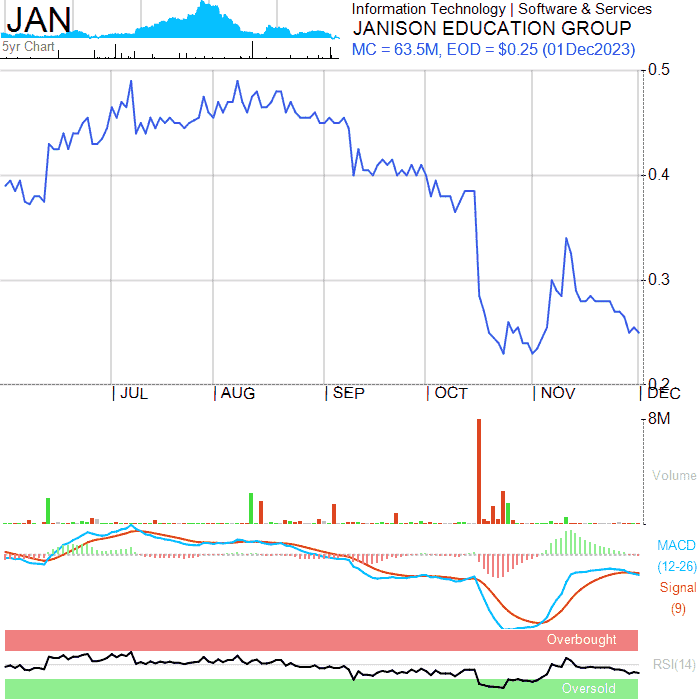 JAN
5yr Chart
Information Technology | Software & Services
JANISON EDUCATION GROUP
MC = 63.5M, EOD = $0.25 (01Dec2023)
0.5
0.4
0.3
0.2
JUL AUG SEP OCT NOV DEC
8M
Volume
MACD
(12-26)
Signal
(9)
Overbought
RSI(14)
Oversold